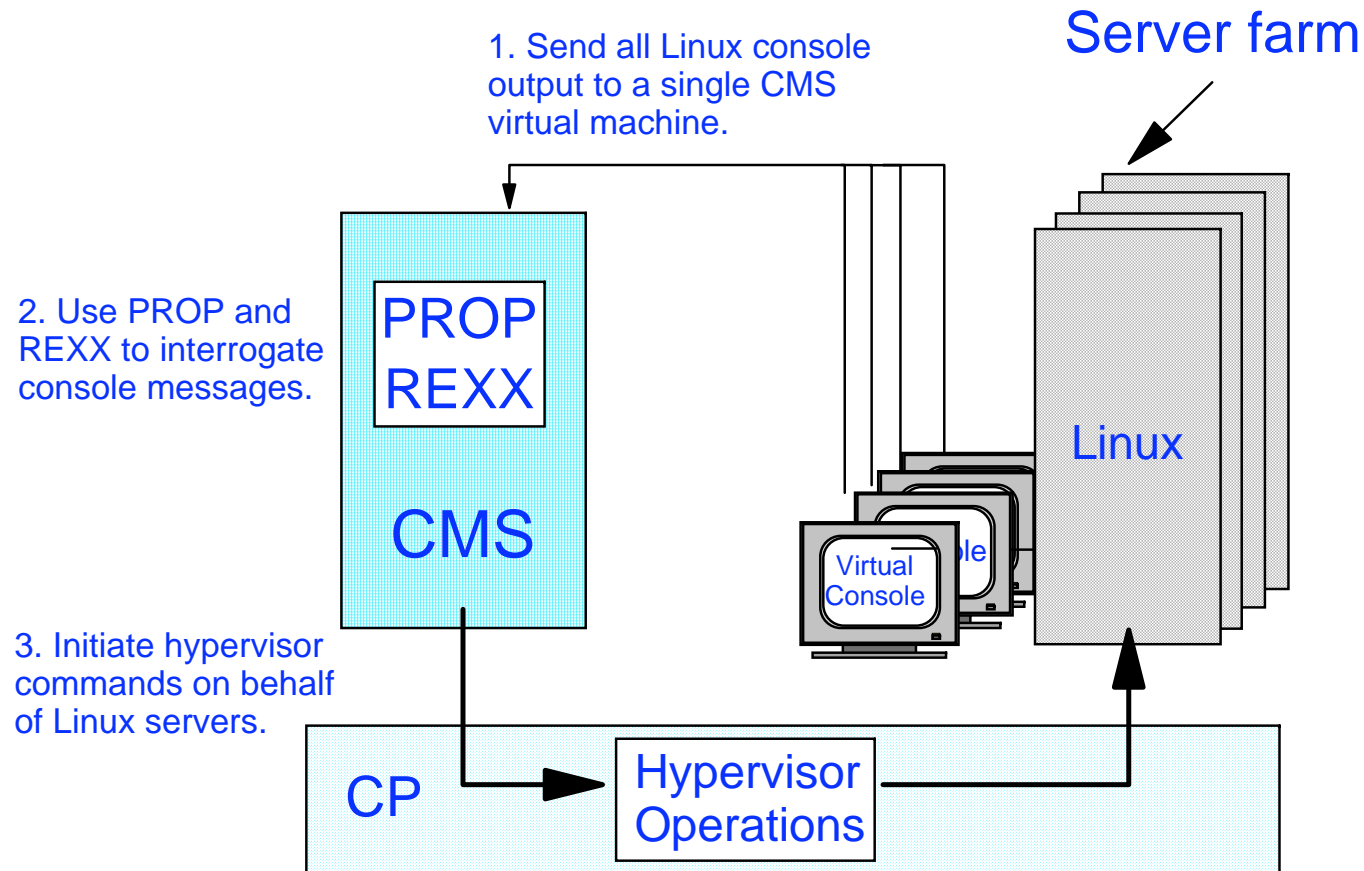 Server farm
1. Send all Linux console
output to a single CMS
virtual machine.
2. Use PROP and
REXX to interrogate
console messages.
PROP
REXX
CMS
Linux
Virtual
Console
3. Initiate hypervisor
commands on behalf
of Linux servers.
CP
Hypervisor
Operations